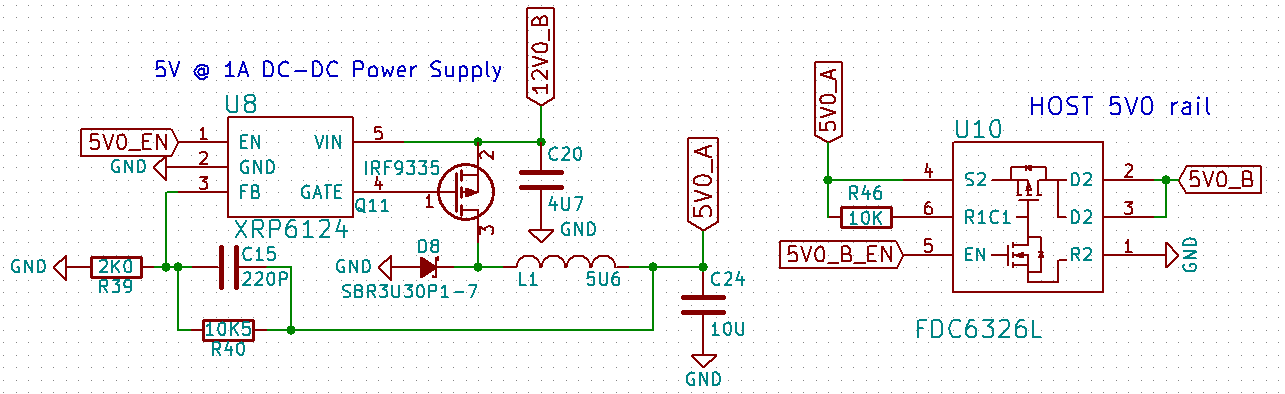 5V @ 1A DC-DC Power Supply
U8
5V0_EN
1
EN
VIN
5
GND
2
GND
3
FB
GATE
4
XRP6124
12V0_B
IRF9335
Q11
1
2
3
C20
4U7
GND
GND
2K0
R39
C15
220P
10K5
R40
GND
D8
SBR3U30P1-7
L1
5U6
5V0_A
C24
10U
GND
HOST 5V0 rail
5V0_A
U10
4
S2
D2
2
5V0_B
R46
10K
6
R1C1
D2
3
5V0_B_EN
5
EN
R2
1
GND
FDC6326L